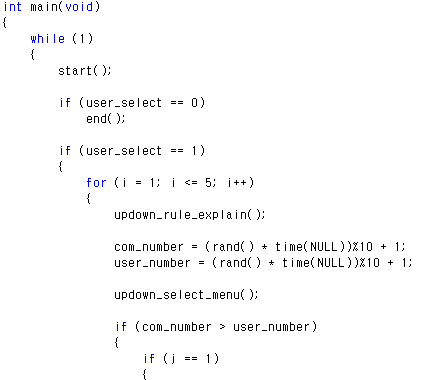 int main(void)
{
while (1)
{
start();
if (user_select == 0)
end();
if (user_select == 1)
{
for (i = 1; i <= 5; i++)
{
updown_rule_explain();
com_number = (rand() * time(NULL))%10 + 1;
user_number = (rand() * time(NULL))%10 + 1;
updown_select_menu();
if (com_number > user_number)
{
if (j == 1)
{